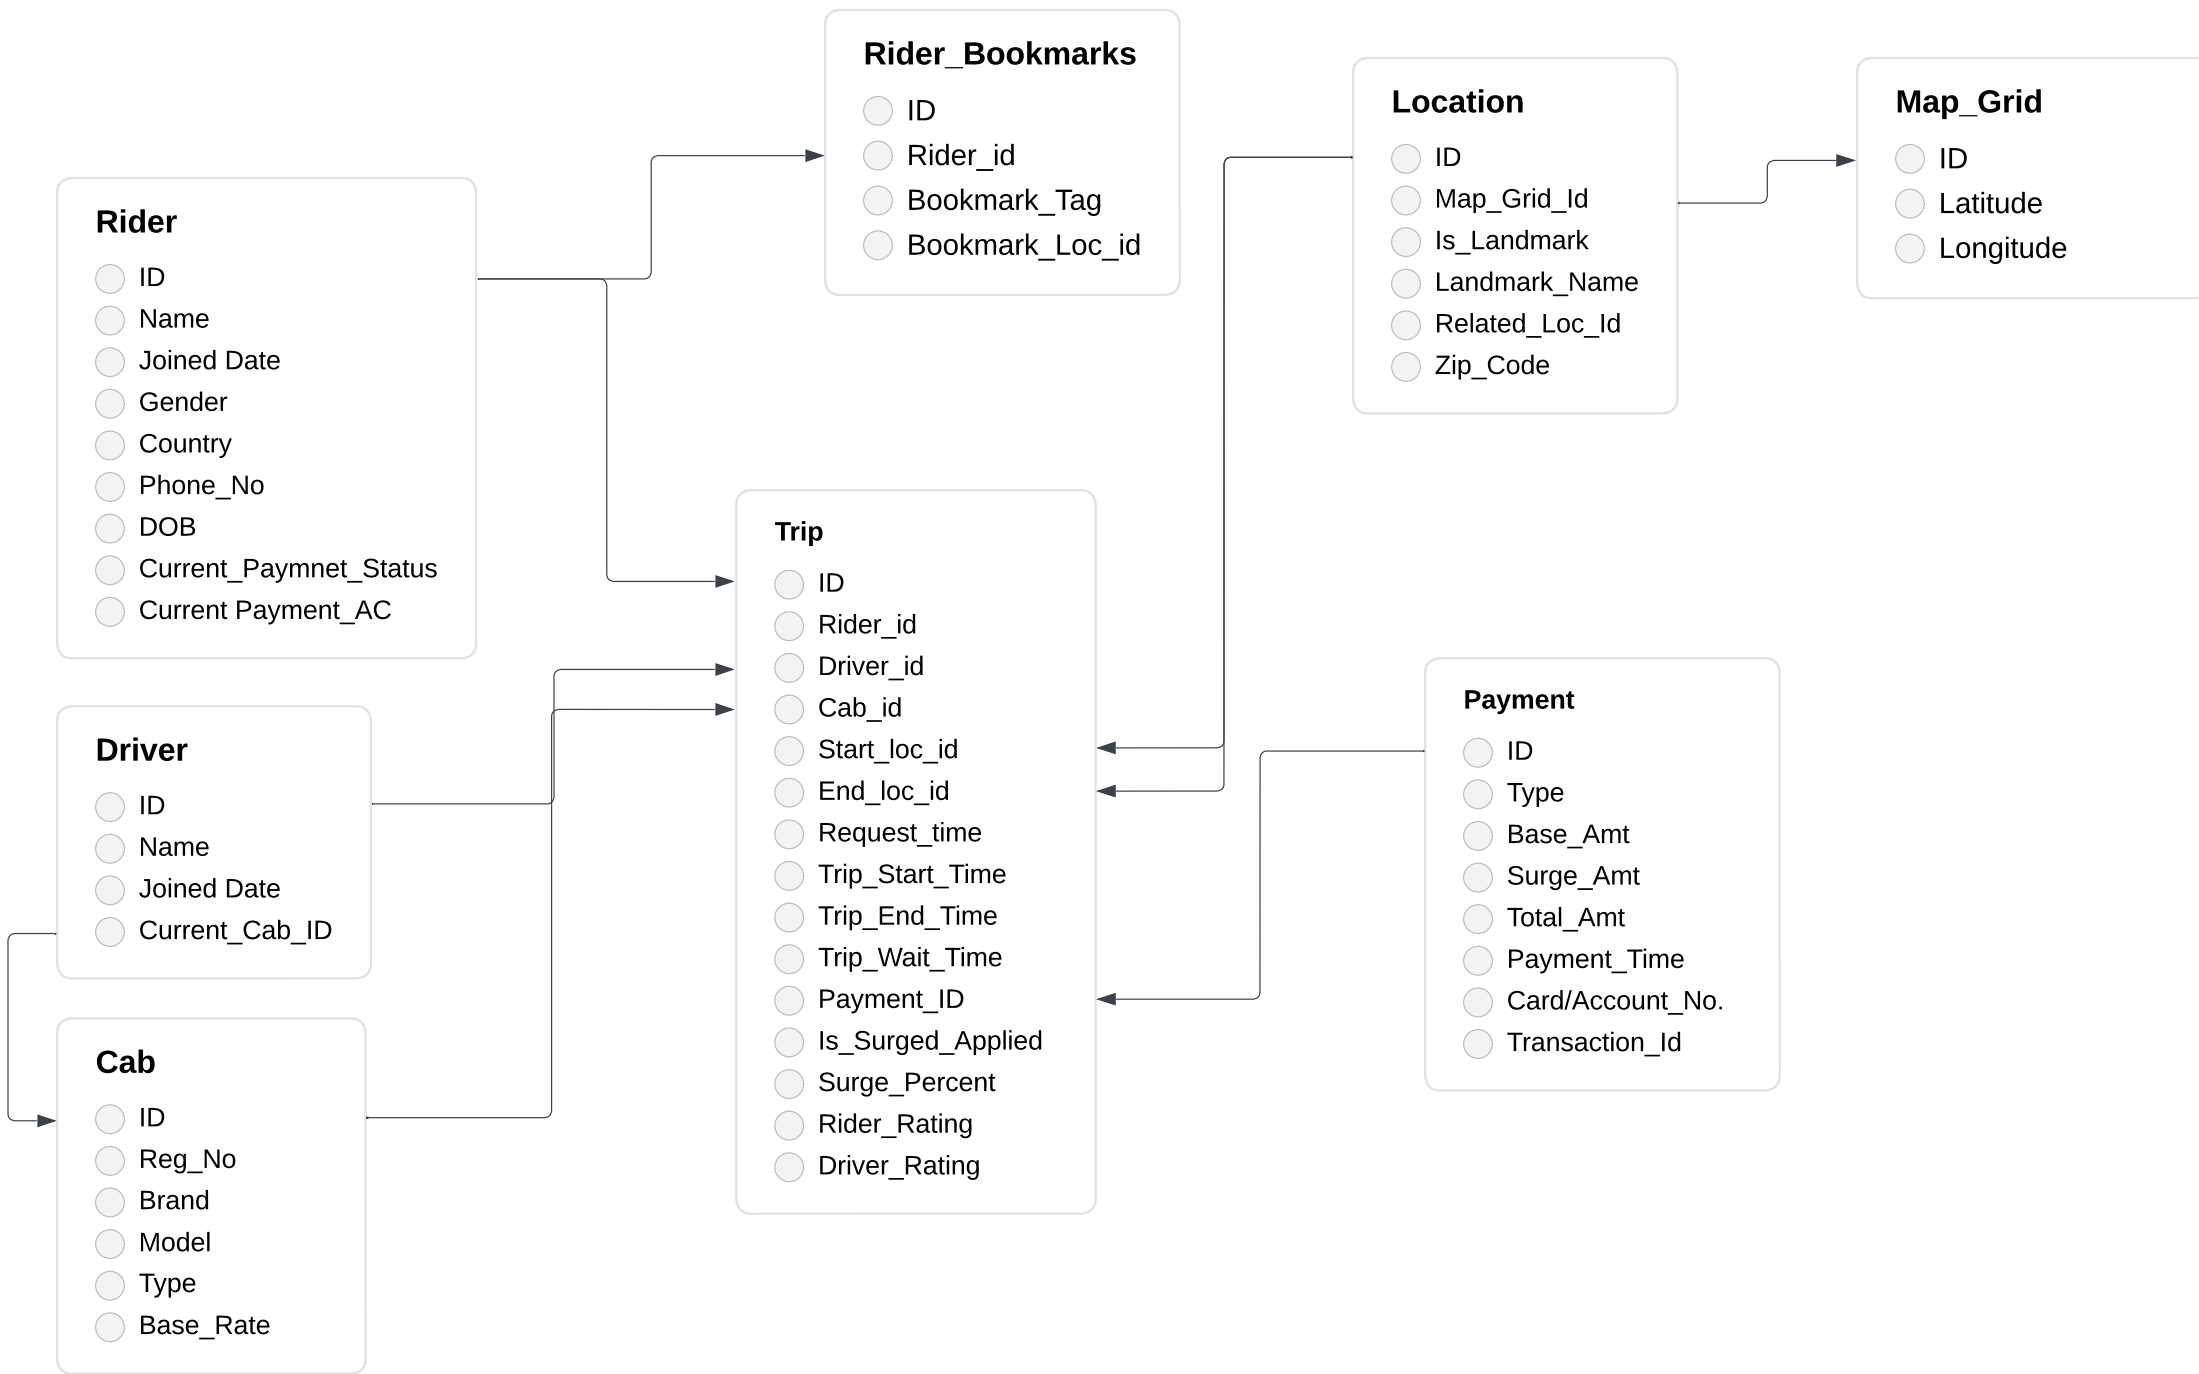 Rider_Bookmarks
ID
Rider_id
Bookmark_Tag
Bookmark_Loc_id
Location
ID
Map_Grid_Id
Is_Landmark
Landmark_Name
Related_Loc_Id
Zip_Code
Map_Grid
ID
Latitude
Longitude
Rider
ID
Name
Joined Date
Gender
Country
Phone_No
DOB
Current_Paymnet_Status
Current Payment_AC
Trip
ID
Rider_id
Driver_id
Cab_id
Start_loc_id
End_loc_id
Request_time
Trip_Start_Time
Trip_End_Time
Trip_Wait_Time
Payment_ID
Is_Surged_Applied
Surge_Percent
Rider_Rating
Driver_Rating
Payment
ID
Type
Base_Amt
Surge_Amt
Total_Amt
Payment_Time
Card/Account_No.
Transaction_Id
Driver
ID
Name
Joined Date
Current_Cab_ID
Cab
ID
Reg_No
Brand
Model
Type
Base_Rate